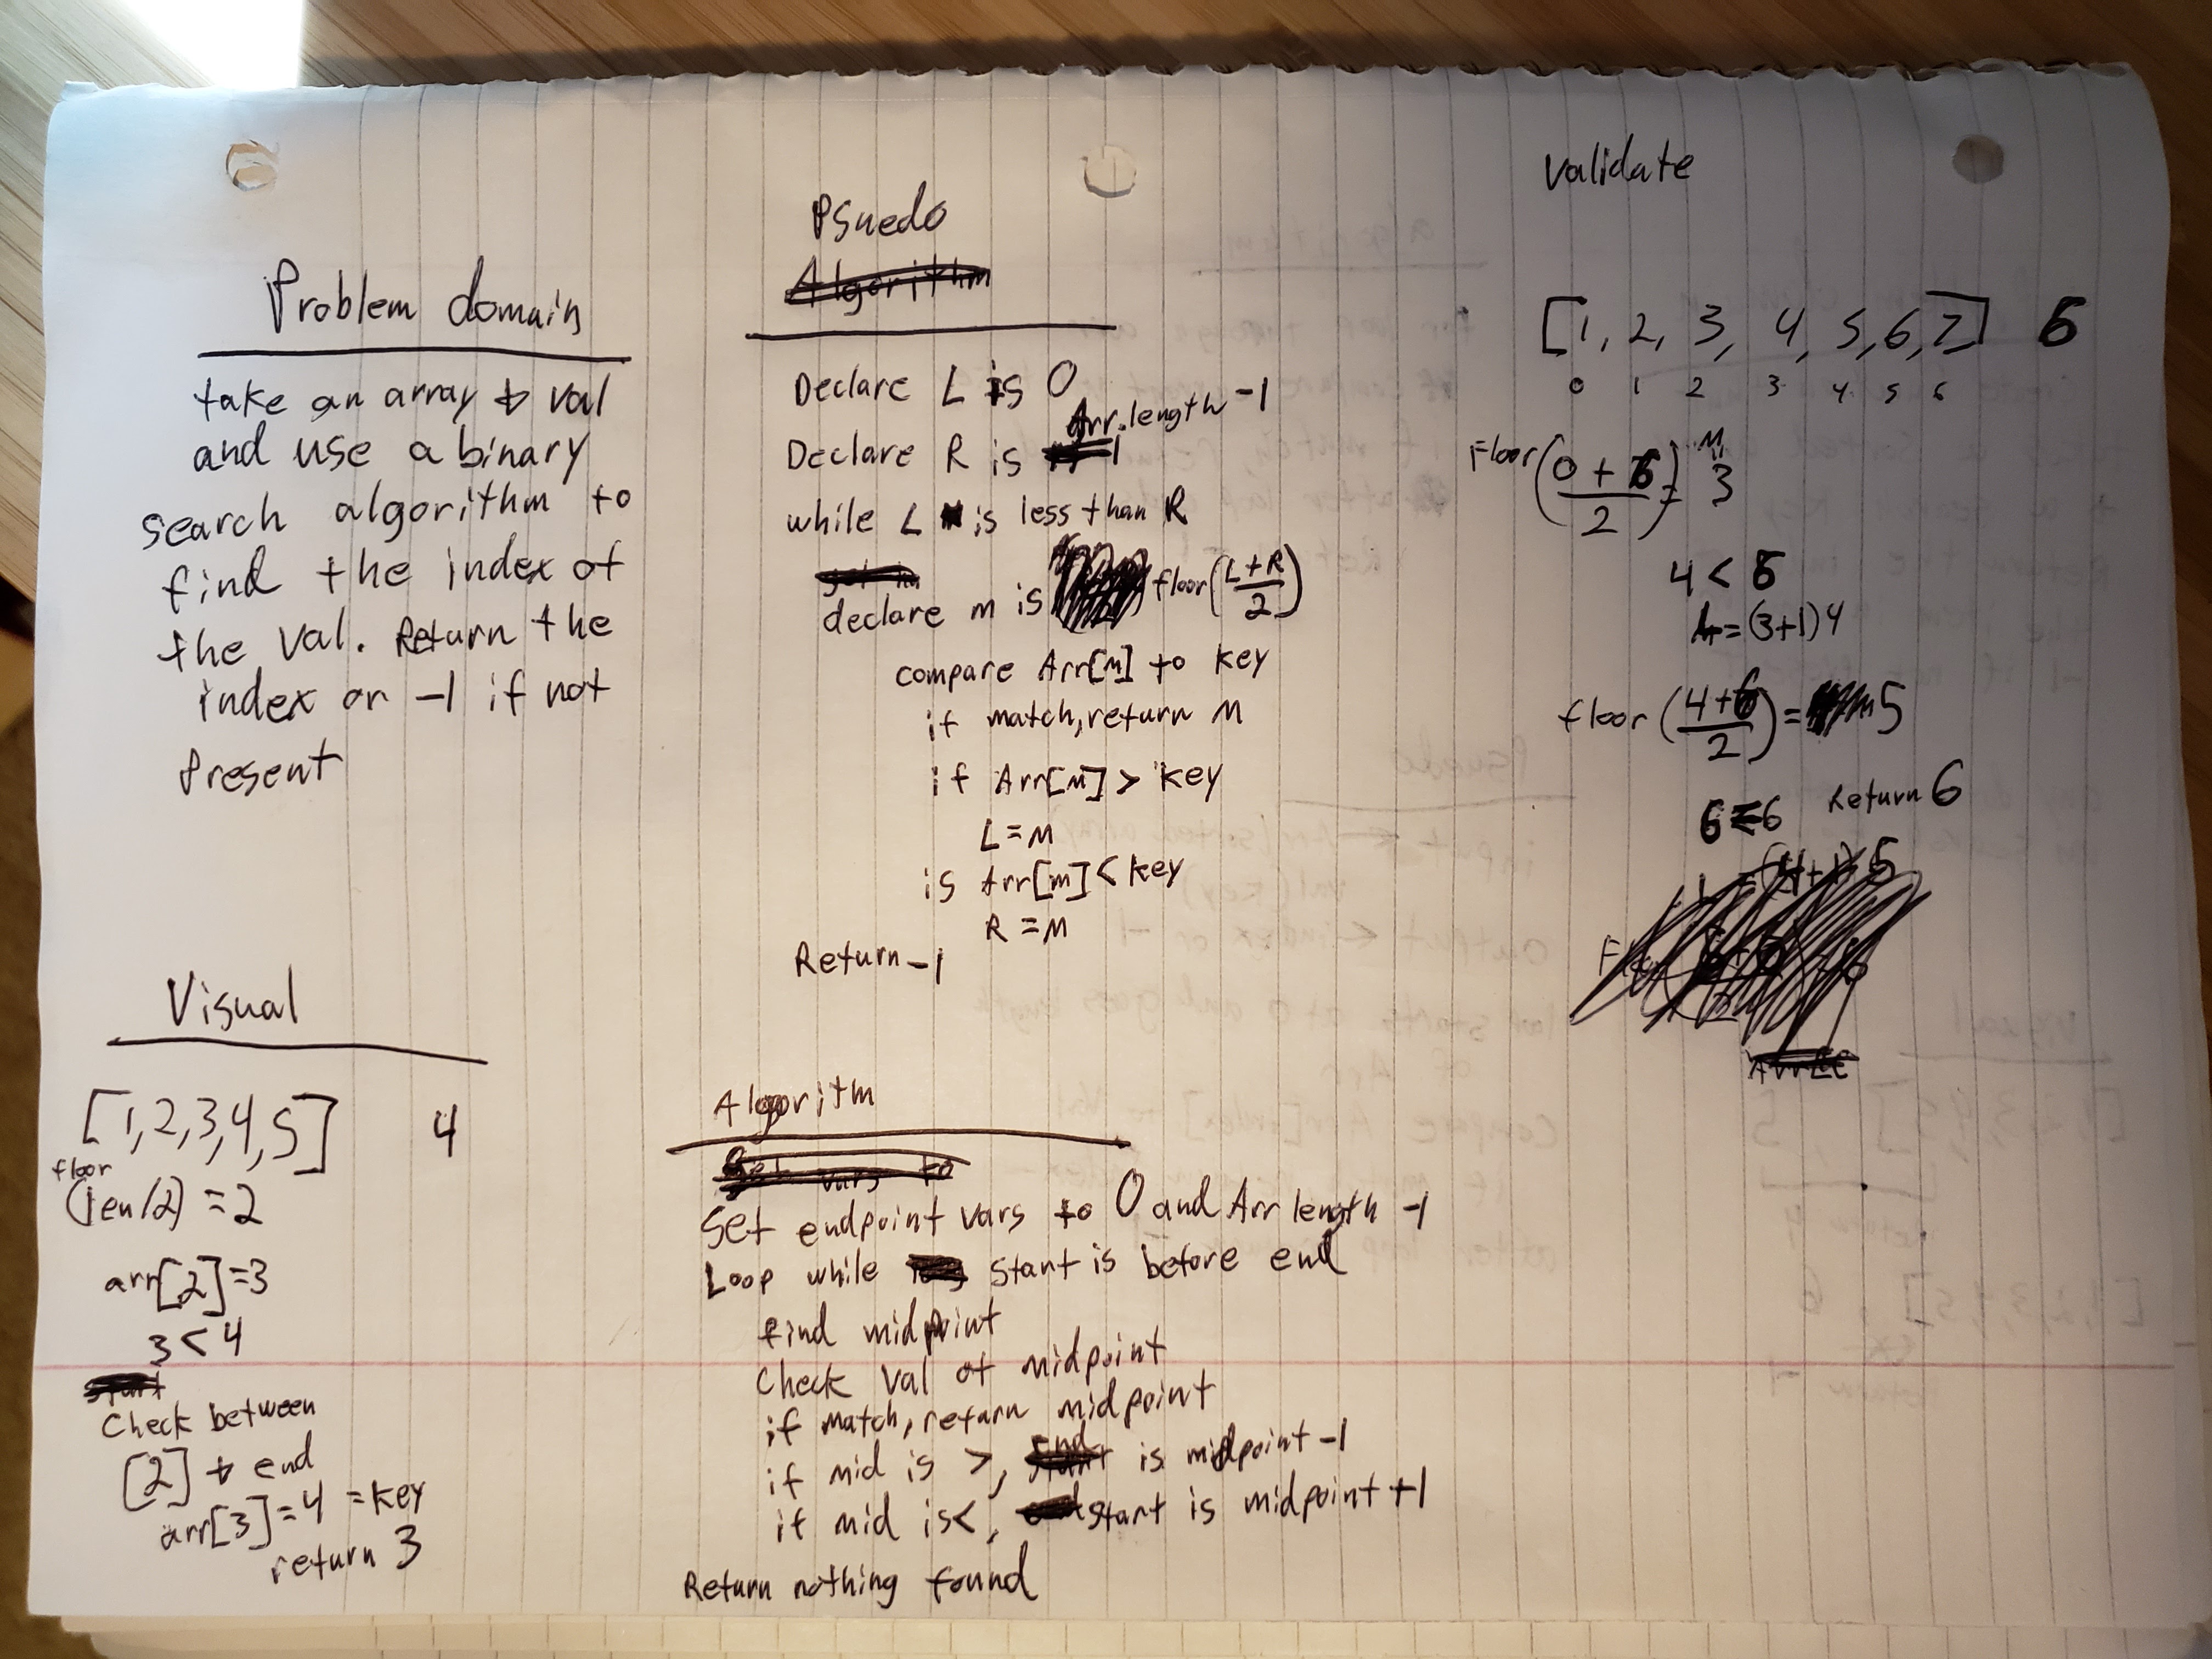 Problem domain
take an array & val
and use a binary
search algorithm to
find the index of
the val. Return the
index or -1 if not
Present
Visual
[1,2,3,4,5] 4
floor
(len/2) = 2
arr[2]=3
3<4
start
Check between
[2] & end
arr[3]=4 =key
return 3
Psuedo
Algorithm
Declare L is 0
Arr.length -1
Declare R is
while L is less than R
declare m is floor(L+R/2)
compare Arr[M] to key
if match, return M
if Arr[M] > key
L=M
is Arr[m] < key
R=M
Return -1
Algorithm
Set vars to
Set endpoint vars to 0 and Arr length -1
Loop while start is before end
find midpoint
Check val at midpoint
if match, return midpoint
if mid is >, end is midpoint -1
if mid is <, start is midpoint +1
Return nothing found
Validate
[1, 2, 3, 4, 5, 6, 7] 6
0 1 2 3 4 5 6
M
Floor(0+6/2) = 3
4 < 6
L=(3+1)4
floor (4+6/2) = 5
6=6 Return 6